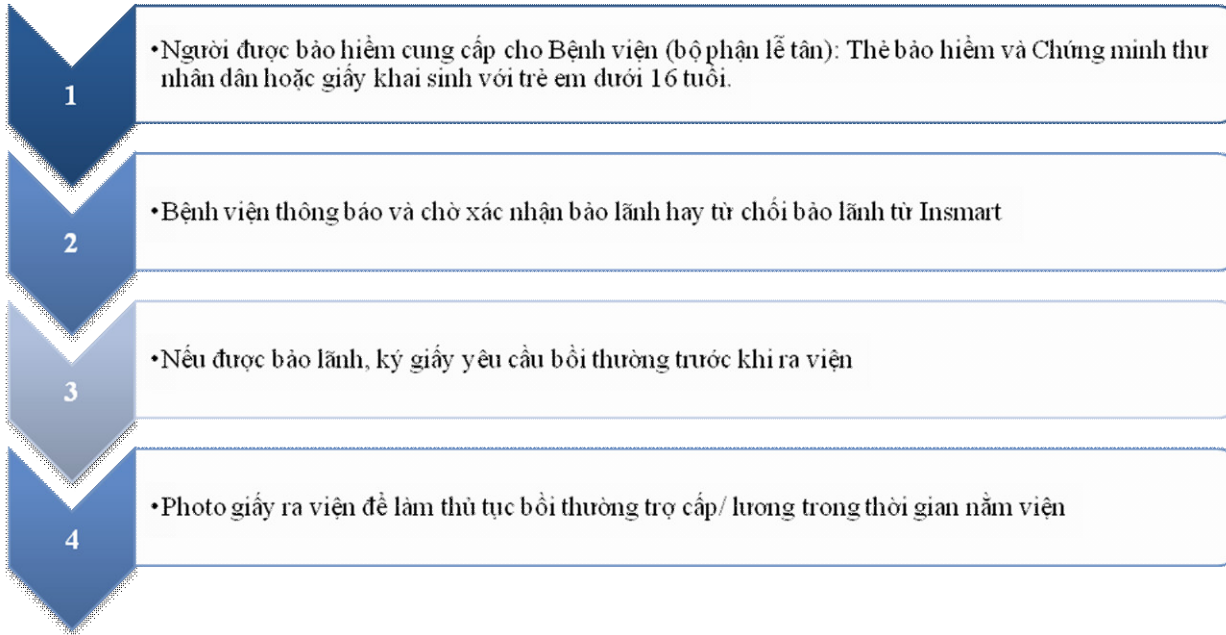 1
•Người được bảo hiểm cung cấp cho Bệnh viện (bộ phận lễ tân): Thẻ bảo hiểm và Chứng minh thư
nhân dân hoặc giấy khai sinh với trẻ em dưới 16 tuổi.
2
•Bệnh viện thông báo và chờ xác nhận bảo lãnh hay từ chối bảo lãnh từ Insmart
3
•Nếu được bảo lãnh, ký giấy yêu cầu bồi thường trước khi ra viện
4
•Photo giấy ra viện để làm thủ tục bồi thường trợ cấp/ lương trong thời gian nằm viện